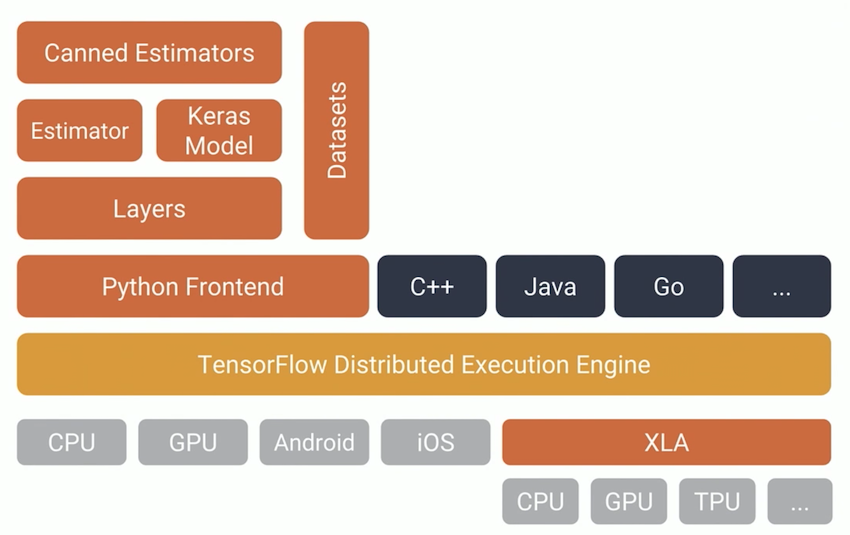 Canned Estimators
Datasets
Estimator
Keras
Model
Layers
Python Frontend
C++
Java
Go
...
TensorFlow Distributed Execution Engine
CPU
GPU
Android
iOS
XLA
CPU
GPU
TPU
...